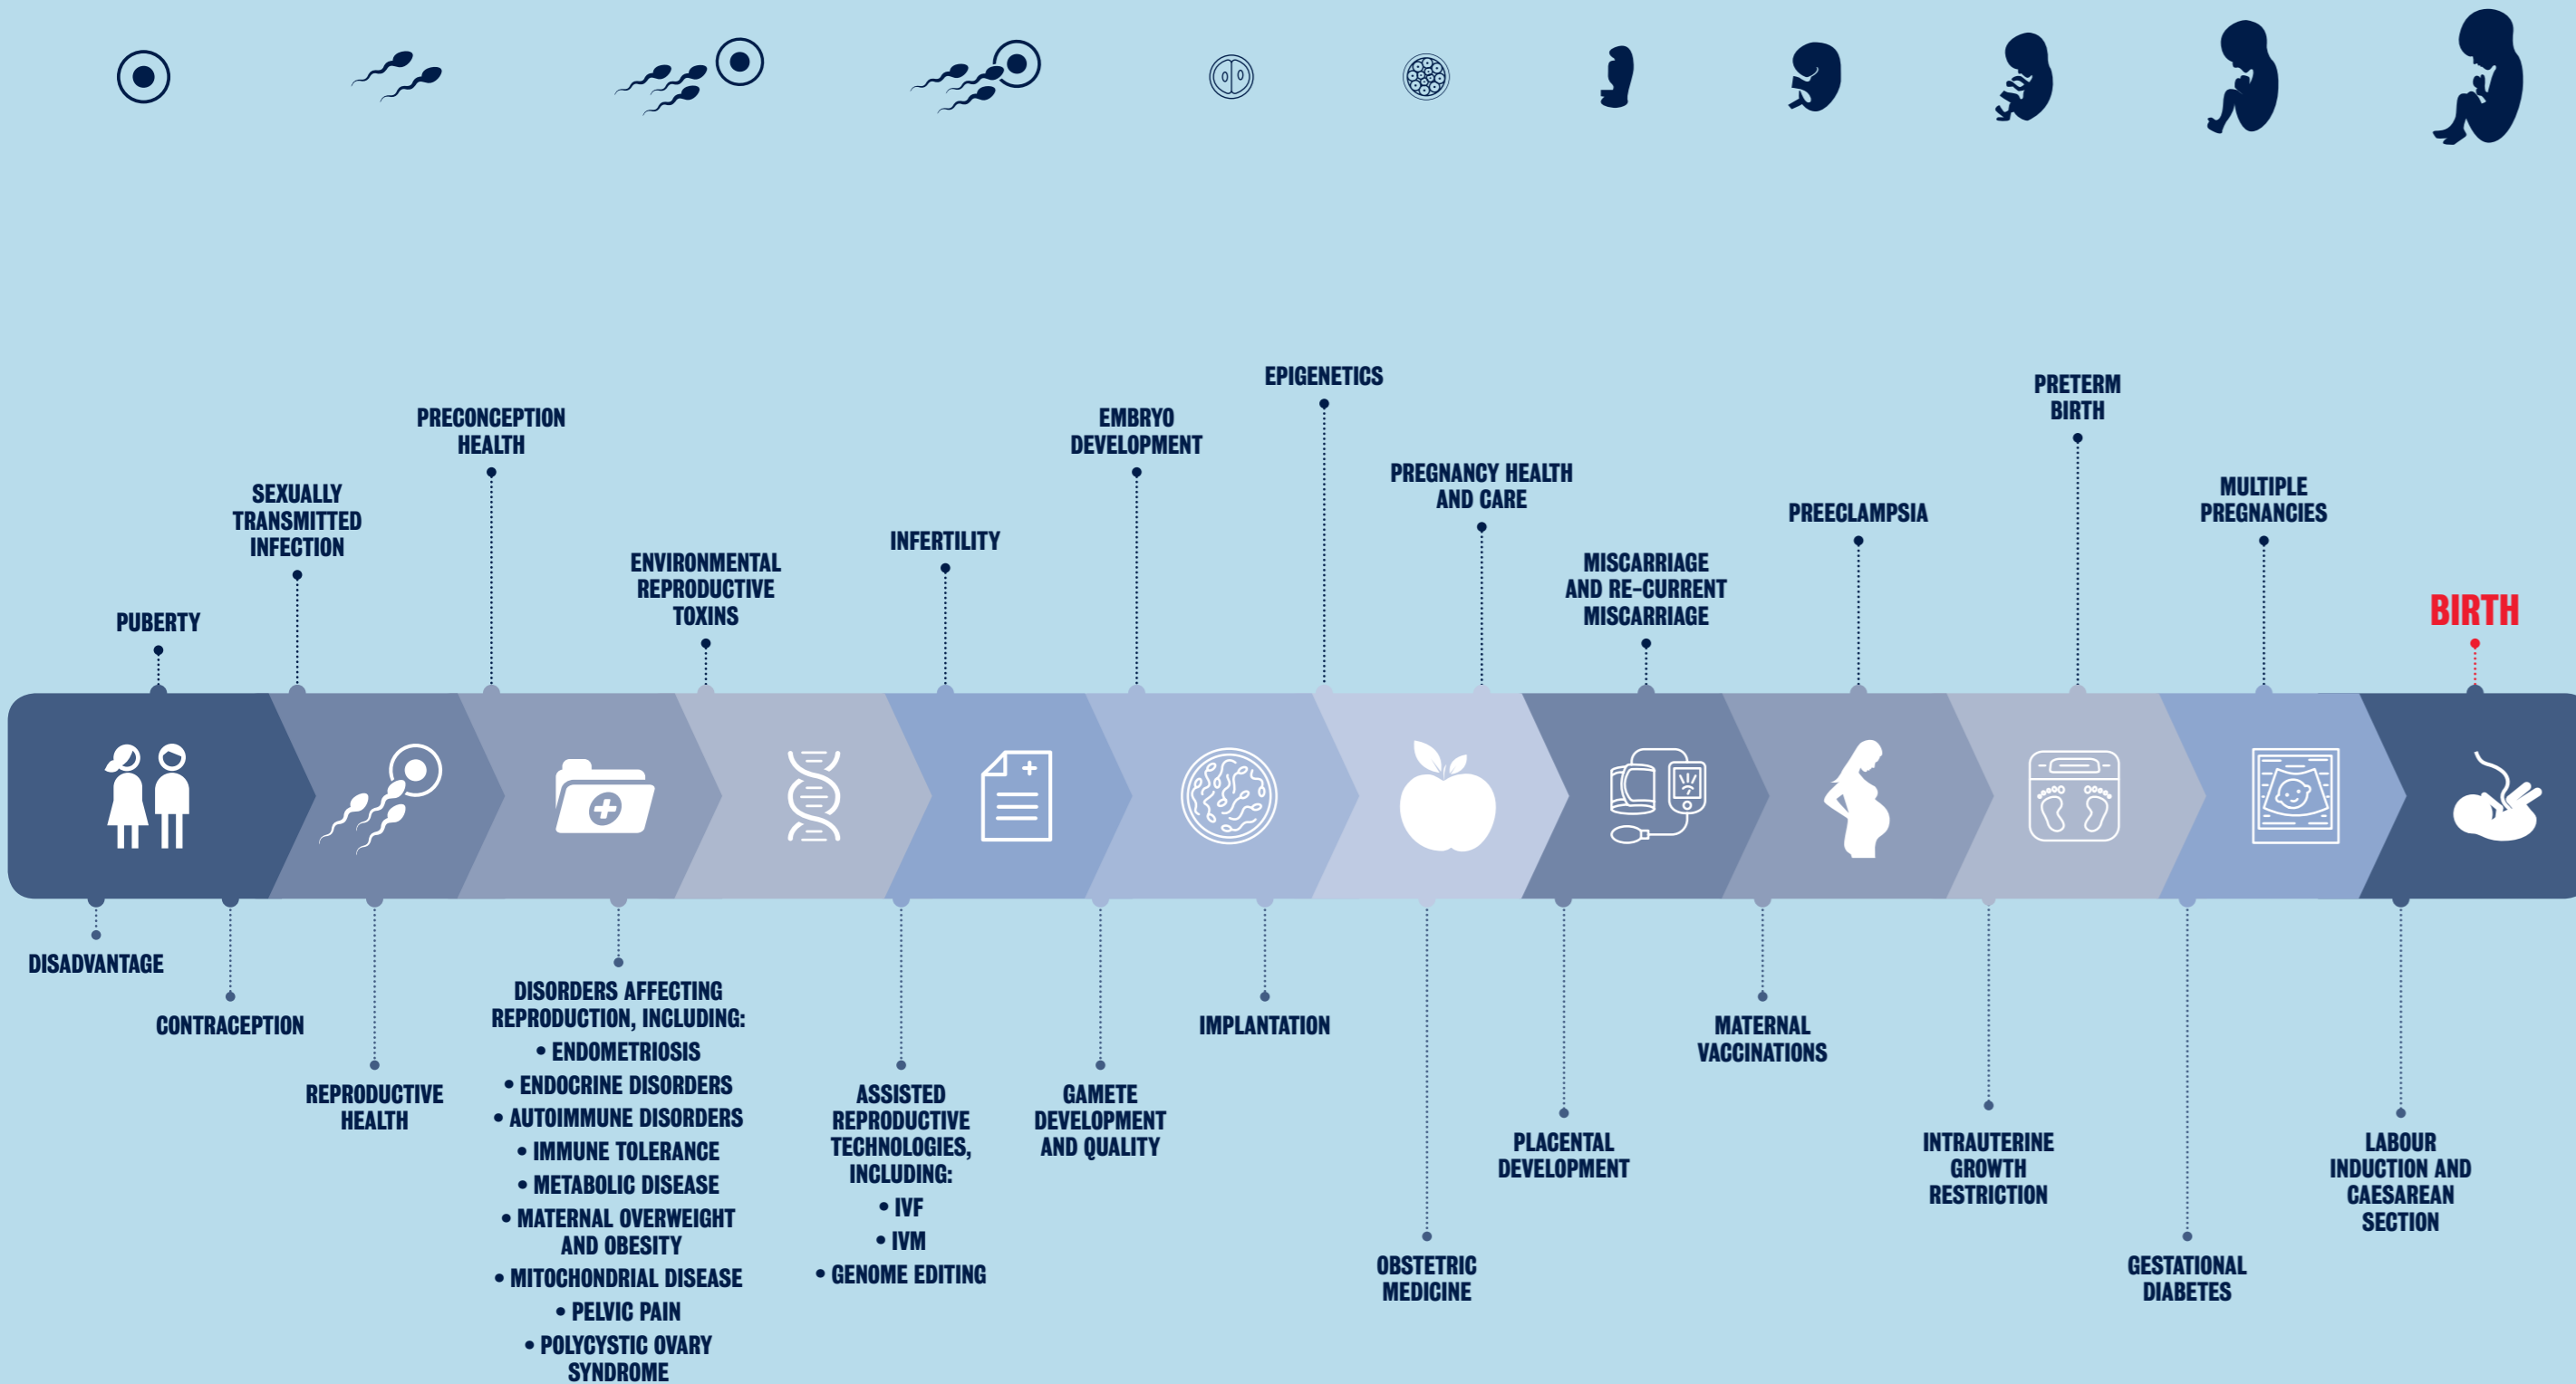 PUBERTY
SEXUALLY
TRANSMITTED
INFECTION
PRECONCEPTION
HEALTH
ENVIRONMENTAL
REPRODUCTIVE
TOXINS
INFERTILITY
EMBRYO
DEVELOPMENT
EPIGENETICS
PREGNANCY HEALTH
AND CARE
MISCARRIAGE
AND RE-CURRENT
MISCARRIAGE
PREECLAMPSIA
PRETERM
BIRTH
MULTIPLE
PREGNANCIES
BIRTH
DISADVANTAGE
CONTRACEPTION
REPRODUCTIVE
HEALTH
DISORDERS AFFECTING
REPRODUCTION, INCLUDING:
• ENDOMETRIOSIS
• ENDOCRINE DISORDERS
• AUTOIMMUNE DISORDERS
• IMMUNE TOLERANCE
• METABOLIC DISEASE
• MATERNAL OVERWEIGHT
AND OBESITY
• MITOCHONDRIAL DISEASE
• PELVIC PAIN
• POLYCYSTIC OVARY
SYNDROME
ASSISTED
REPRODUCTIVE
TECHNOLOGIES,
INCLUDING:
• IVF
• IVM
• GENOME EDITING
GAMETE
DEVELOPMENT
AND QUALITY
IMPLANTATION
OBSTETRIC
MEDICINE
PLACENTAL
DEVELOPMENT
MATERNAL
VACCINATIONS
INTRAUTERINE
GROWTH
RESTRICTION
GESTATIONAL
DIABETES
LABOUR
INDUCTION AND
CAESAREAN
SECTION